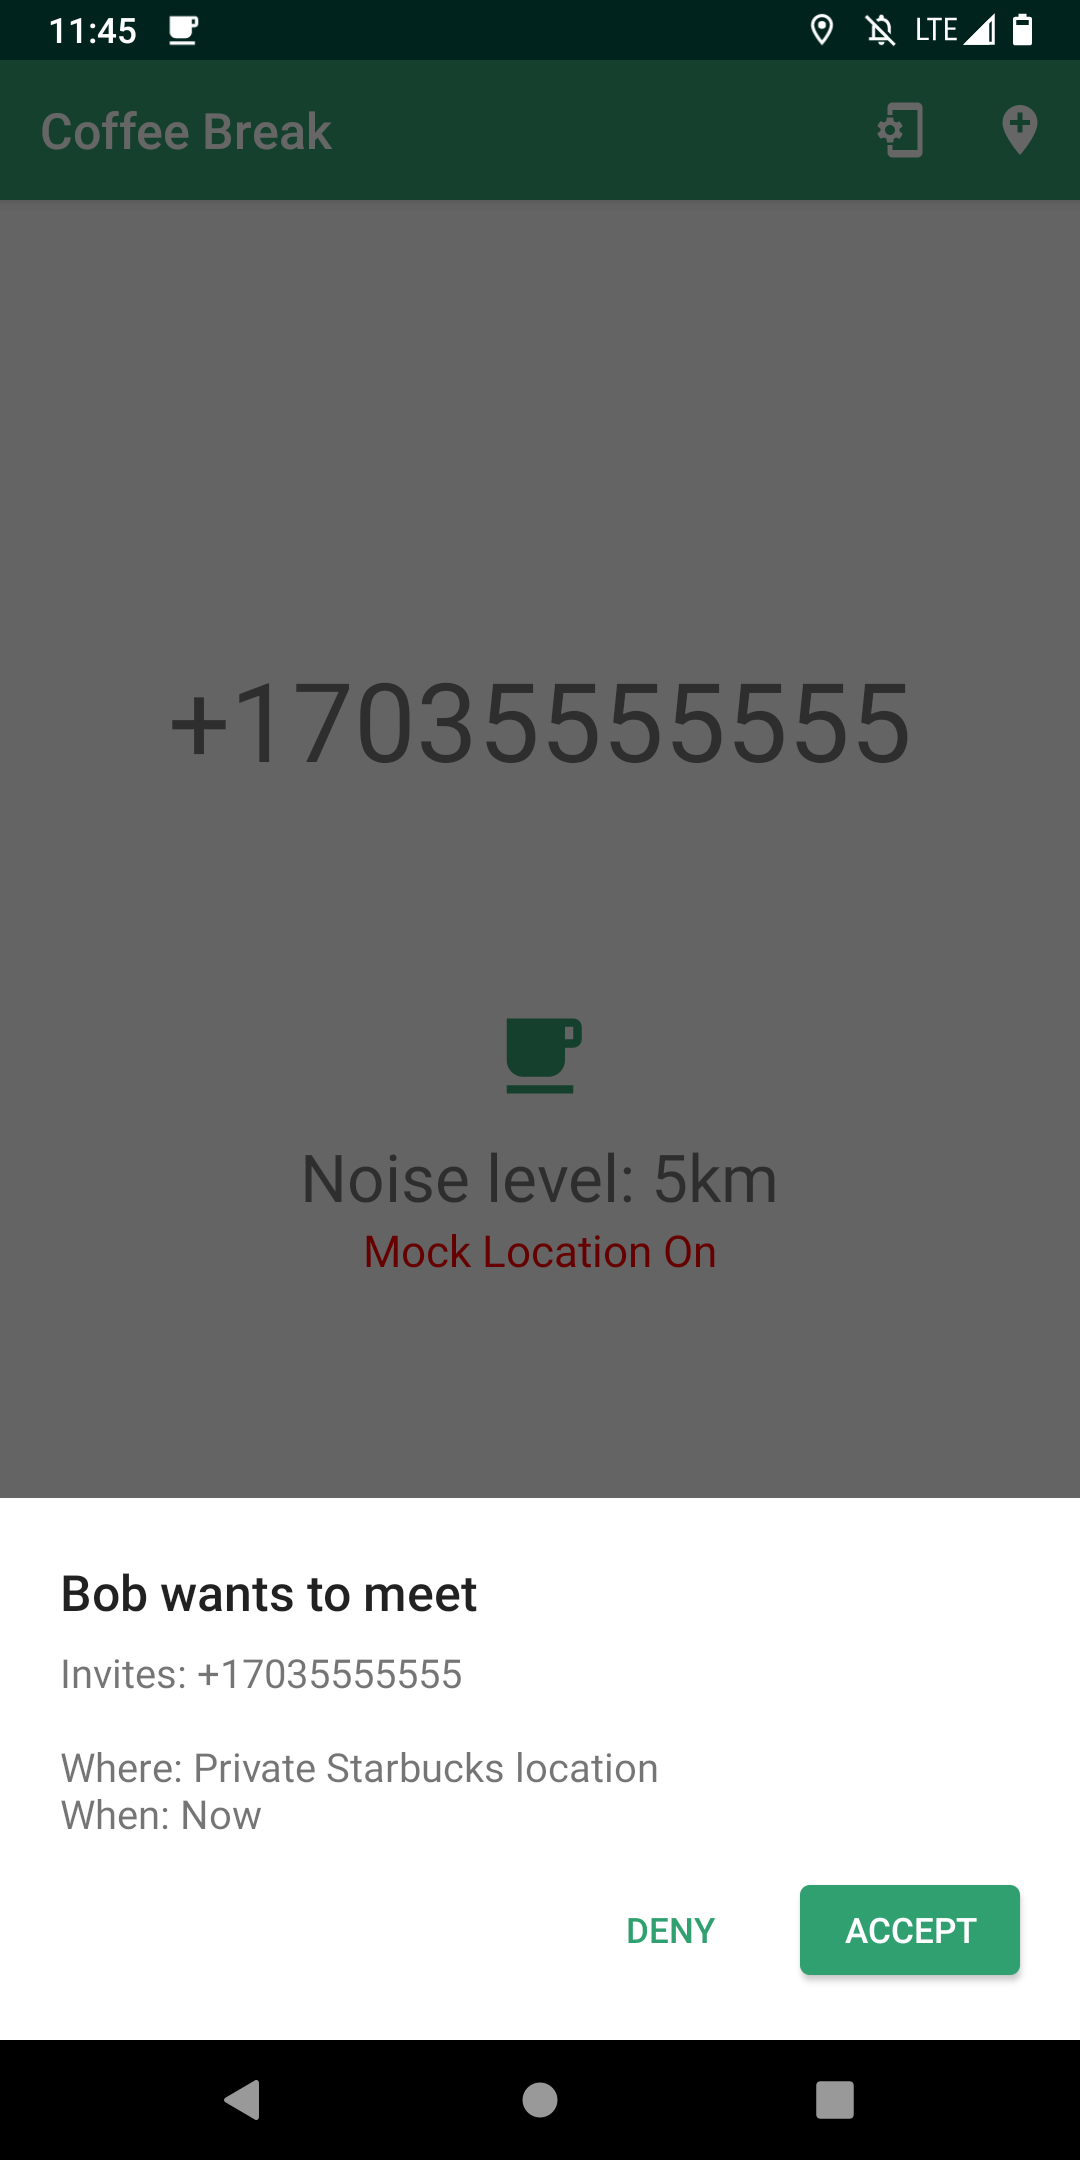 11:45
LTE
Coffee Break
+17035555555
Noise level: 5km
Mock Location On
Bob wants to meet
Invites: +17035555555
Where: Private Starbucks location
When: Now
DENY
ACCEPT